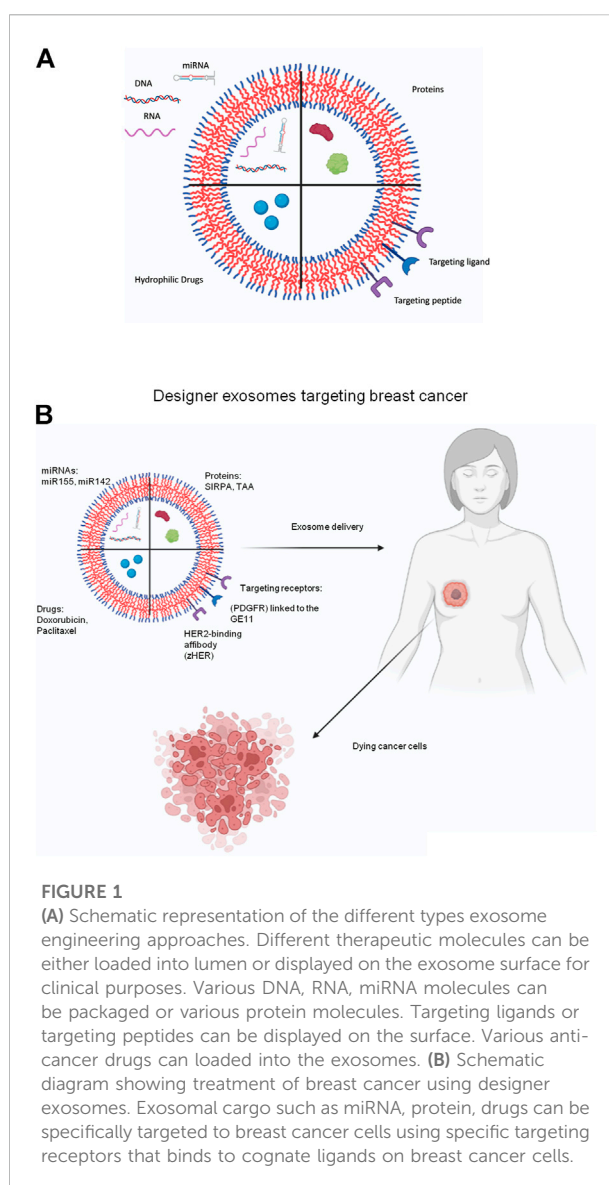 A
miRNA
DNA
RNA
Proteins
Hydrophilic Drugs
Targeting ligand
Targeting peptide
Designer exosomes targeting breast cancer
B
miRNAs:
miR155, miR142
Proteins:
SIRPA, TAA
Exosome delivery
Drugs:
Doxorubicin,
Paclitaxel
Targeting receptors:
(PDGFR) linked to the
GE11
HER2-binding
affibody
(zHER)
Dying cancer cells
FIGURE 1
(A) Schematic representation of the different types exosome
engineering approaches. Different therapeutic molecules can be
either loaded into lumen or displayed on the exosome surface for
clinical purposes. Various DNA, RNA, miRNA molecules can
be packaged or various protein molecules. Targeting ligands or
targeting peptides can be displayed on the surface. Various anti-
cancer drugs can loaded into the exosomes. (B) Schematic
diagram showing treatment of breast cancer using designer
exosomes. Exosomal cargo such as miRNA, protein, drugs can be
specifically targeted to breast cancer cells using specific targeting
receptors that binds to cognate ligands on breast cancer cells.